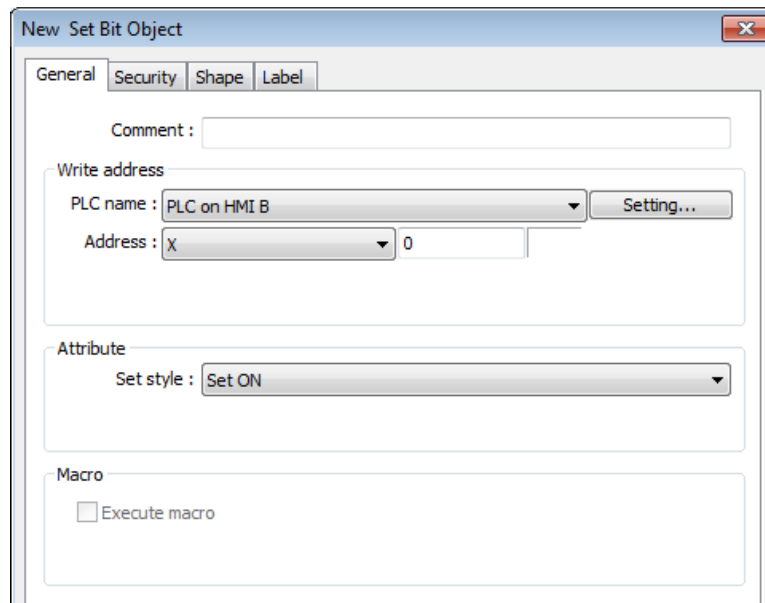 New Set Bit Object
General Security Shape Label
Comment :
Write address
PLC name : PLC on HMI B Setting...
Address : X 0
Attribute
Set style : Set ON
Macro
Execute macro